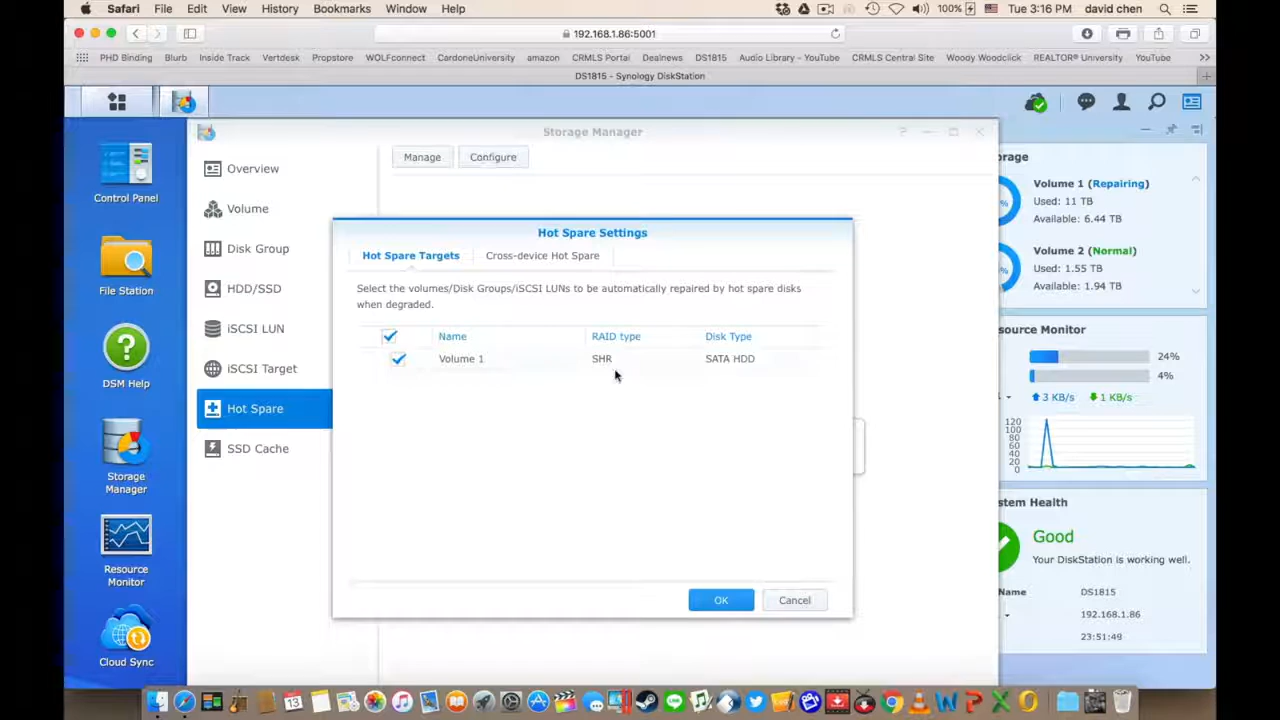 Safari File Edit View History Bookmarks Window Help
100% Tue 3:16 PM david chen
192.168.1.86:5001
PHD Binding Blurb Inside Track Vertdesk Propstore WOLFconnect CardoneUniversity amazon CRMLS Portal Dealnews DS1815 Audio Library - YouTube CRMLS Central Site Woody Woodclick REALTOR® University YouTube
DS1815 - Synology DiskStation
Control Panel
File Station
DSM Help
Storage
Manager
Resource
Monitor
Cloud Sync
Storage Manager
Overview
Volume
Disk Group
HDD/SSD
iSCSI LUN
iSCSI Target
Hot Spare
SSD Cache
Manage Configure
Hot Spare Settings
Hot Spare Targets Cross-device Hot Spare
Select the volumes/Disk Groups/iSCSI LUNs to be automatically repaired by hot spare disks
when degraded.
Name RAID type Disk Type
Volume 1 SHR SATA HDD
OK Cancel
orage
Volume 1 (Repairing)
Used: 11 TB
Available: 6.44 TB
Volume 2 (Normal)
Used: 1.55 TB
Available: 1.94 TB
source Monitor
24%
4%
3 KB/s 1 KB/s
120
100
80
60
40
20
0
stem Health
Good
Your DiskStation is working well.
Name DS1815
192.168.1.86
23:51:49
13